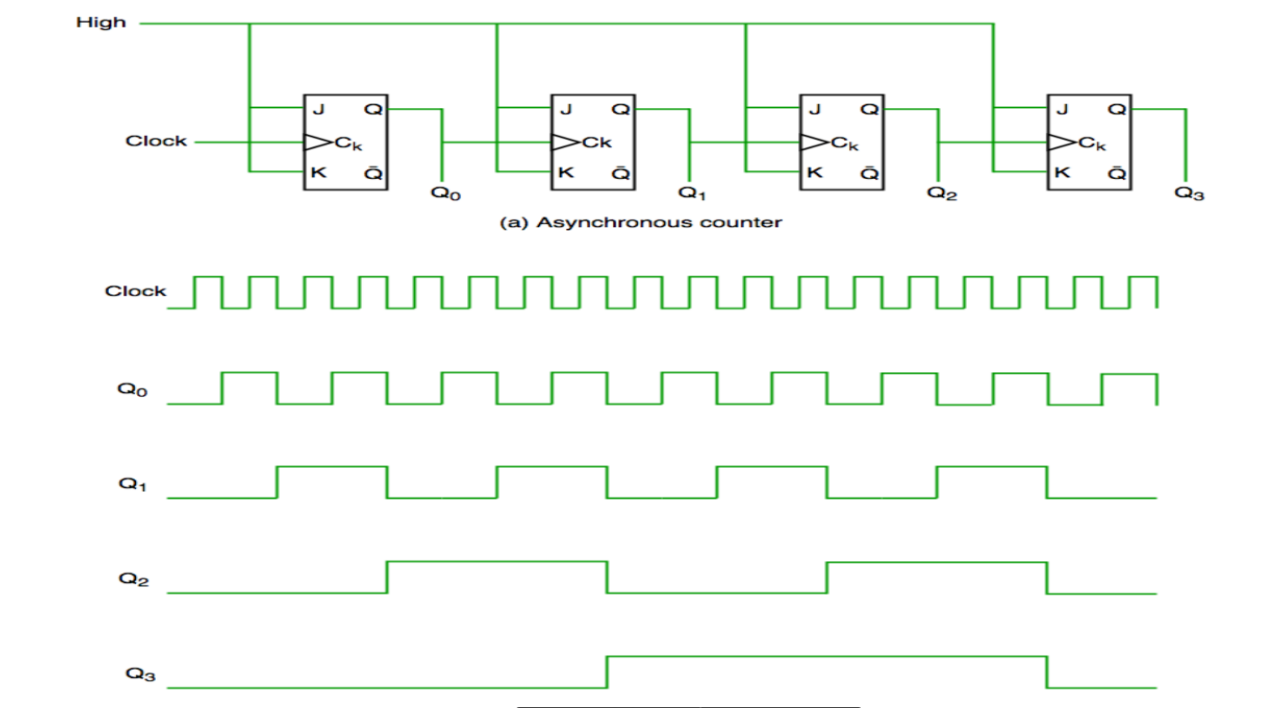 High
J Q J Q J Q J Q
Clock Cₖ Ck Cₖ Cₖ
K Q̄ K Q̄ K Q̄ K Q̄
Q₀ Q₁ Q₂ Q₃
(a) Asynchronous counter
Clock
Q₀
Q₁
Q₂
Q₃